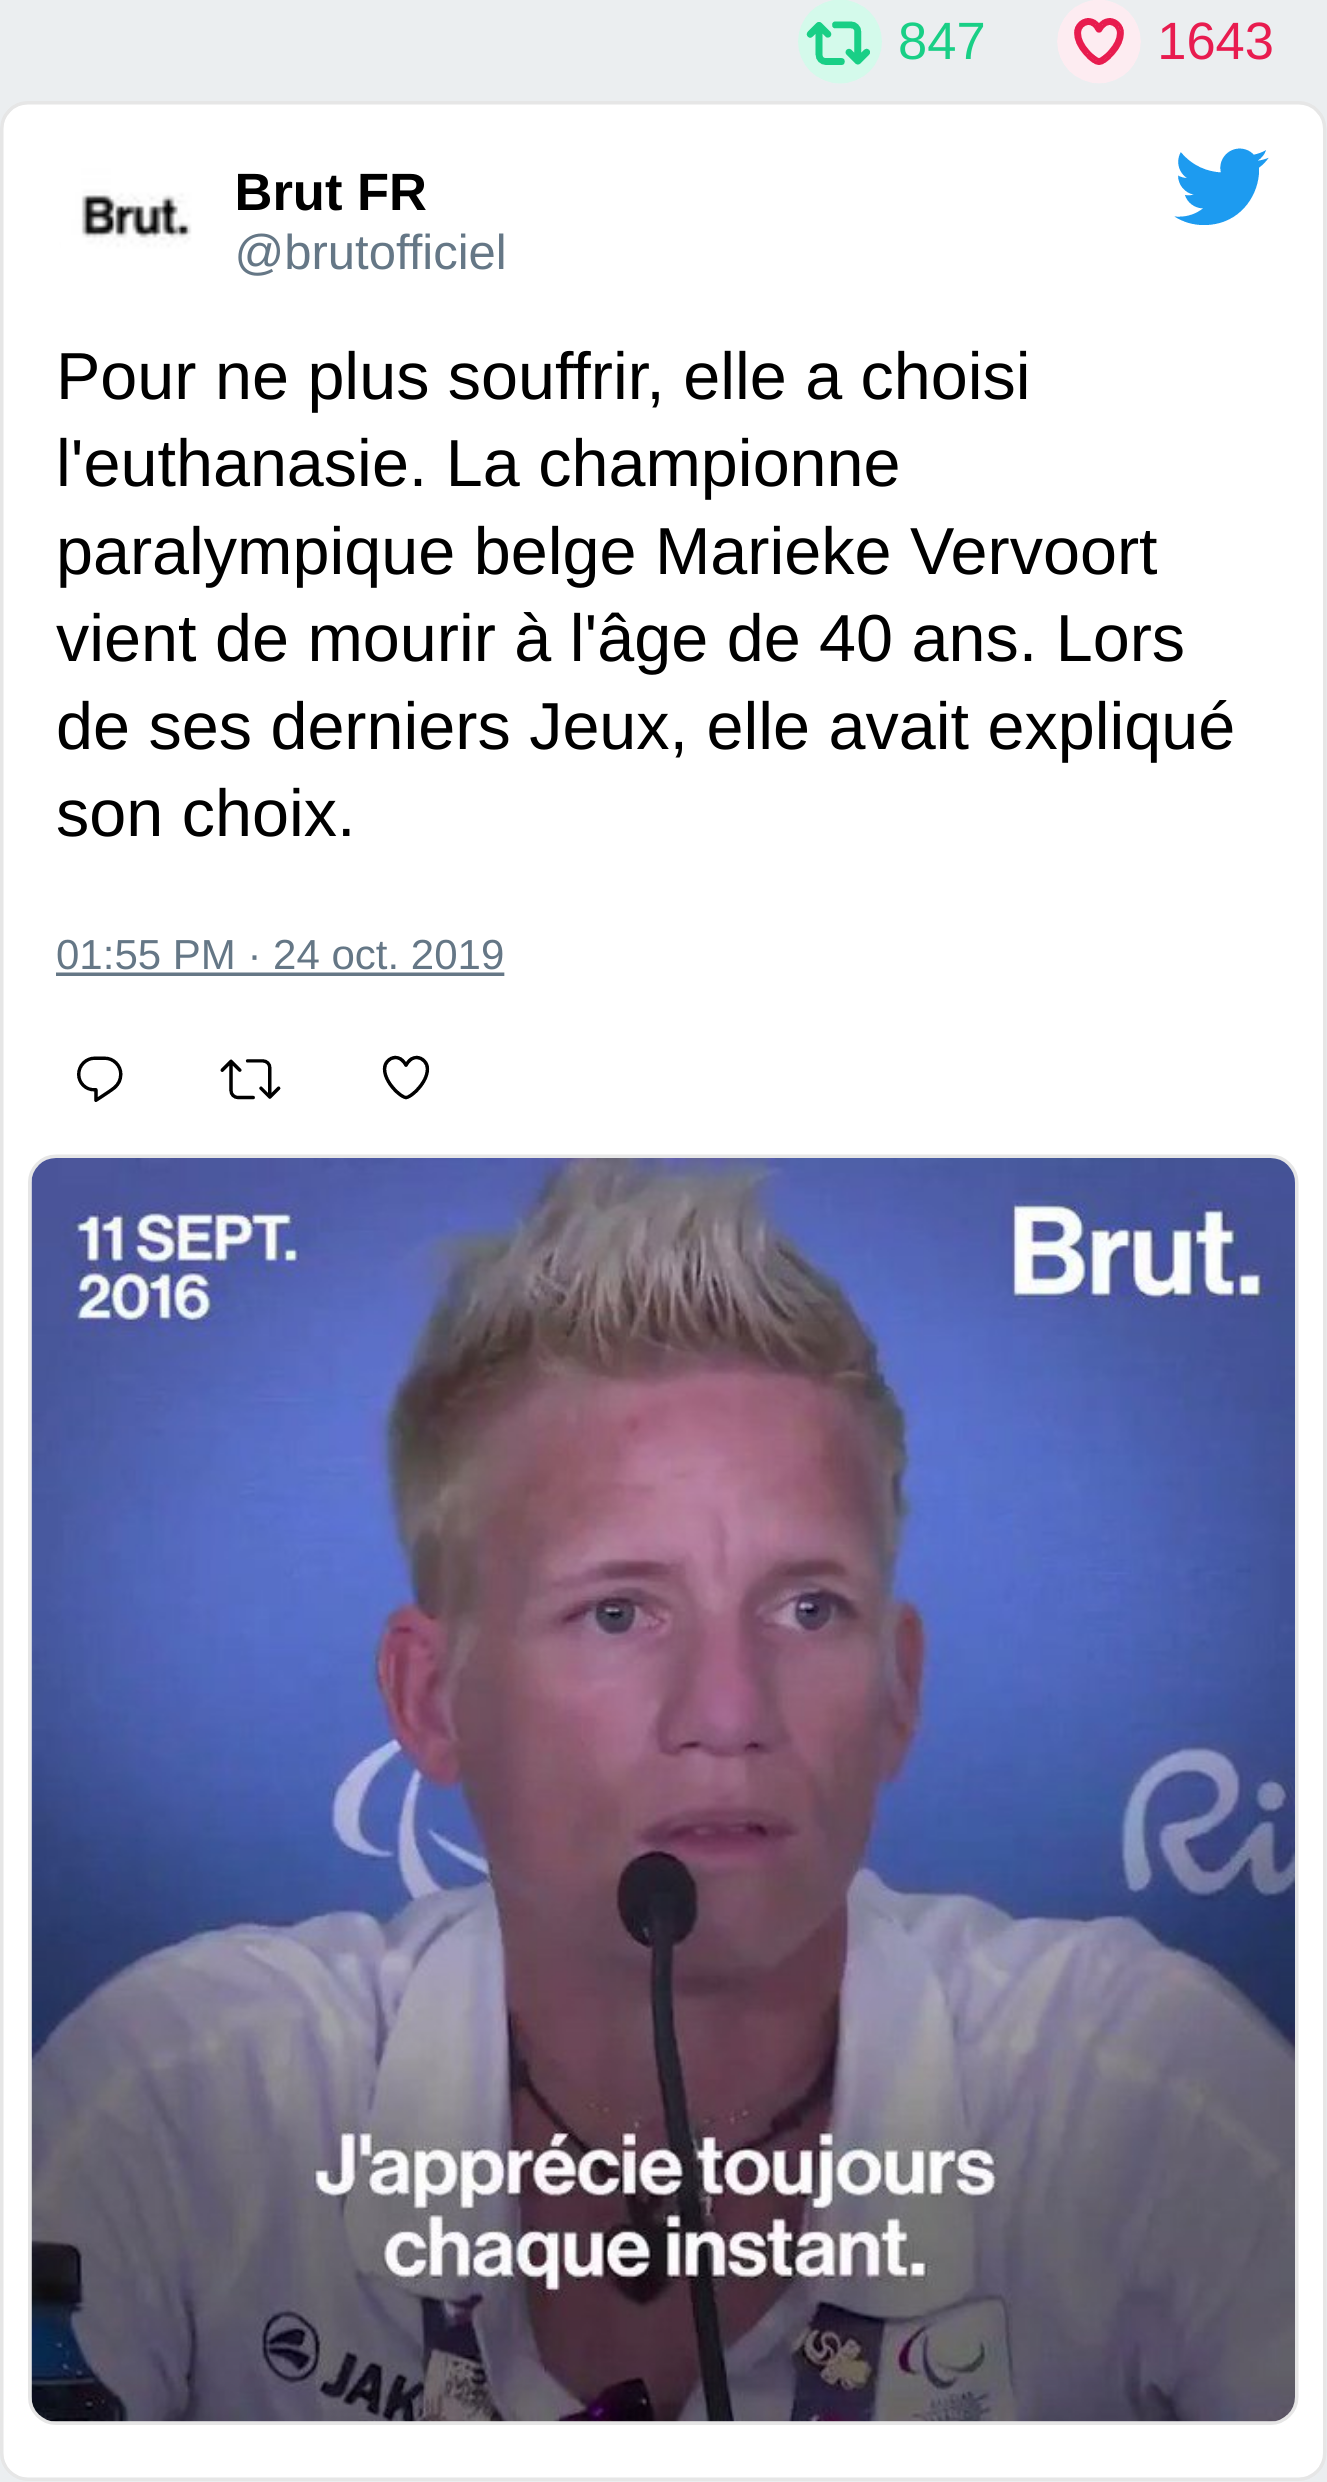 847 1643
Brut.
Brut FR
@brutofficiel
Pour ne plus souffrir, elle a choisi
l'euthanasie. La championne
paralympique belge Marieke Vervoort
vient de mourir à l'âge de 40 ans. Lors
de ses derniers Jeux, elle avait expliqué
son choix.
01:55 PM · 24 oct. 2019
11 SEPT.
2016
Brut.
Ri
J'apprécie toujours
chaque instant.
JAK